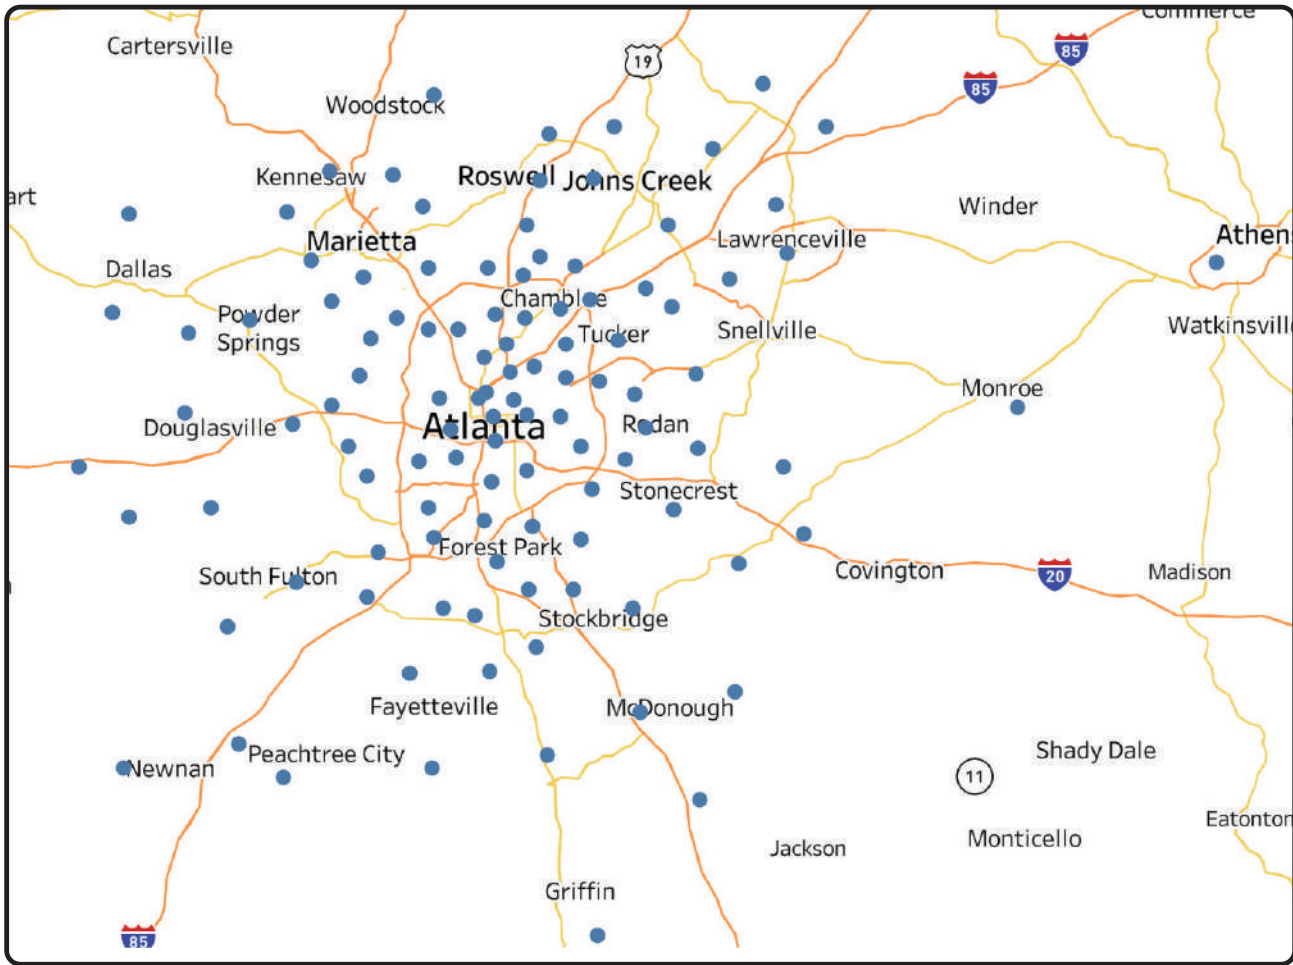 Commerce
Cartersville
19
85
85
Woodstock
Kennesaw
Roswell
Johns Creek
art
Winder
Marietta
Lawrenceville
Athens
Dallas
Chamblee
Powder
Springs
Tucker
Snellville
Watkinsville
Monroe
Douglasville
Atlanta
Redan
Stonecrest
Forest Park
South Fulton
Covington
20
Madison
Stockbridge
Fayetteville
McDonough
Newnan
Peachtree City
Shady Dale
11
Eatonton
Jackson
Monticello
Griffin
85